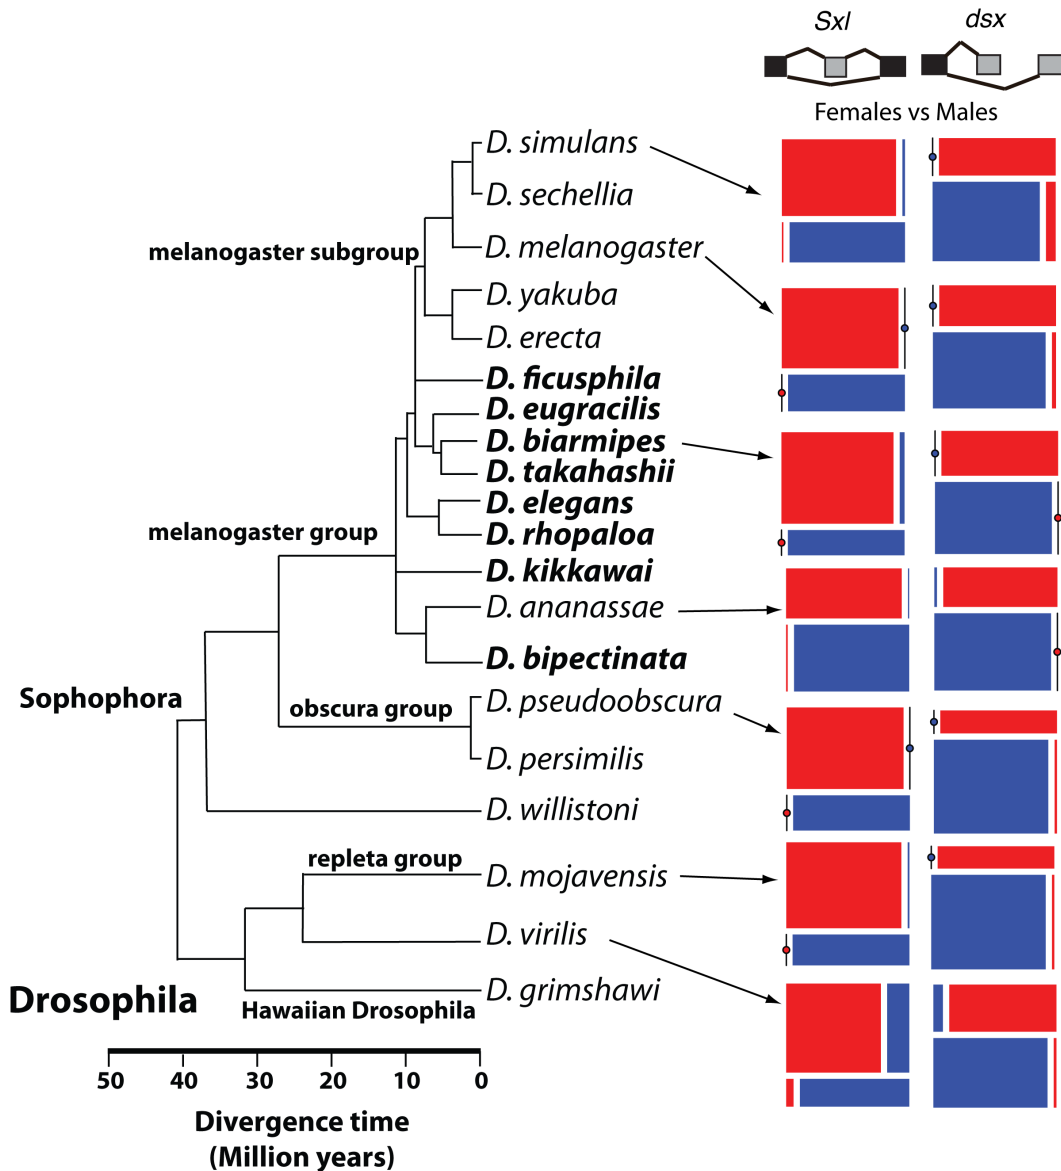 Sxl
dsx
Females vs Males
D. simulans
D. sechellia
melanogaster subgroup
D. melanogaster
D. yakuba
D. erecta
D. ficusphila
D. eugracilis
D. biarmipes
D. takahashii
D. elegans
melanogaster group
D. rhopaloa
D. kikkawai
D. ananassae
D. bipectinata
Sophophora
obscura group
D. pseudoobscura
D. persimilis
D. willistoni
repleta group
D. mojavensis
D. virilis
D. grimshawi
Drosophila
Hawaiian Drosophila
50 40 30 20 10 0
Divergence time
(Million years)